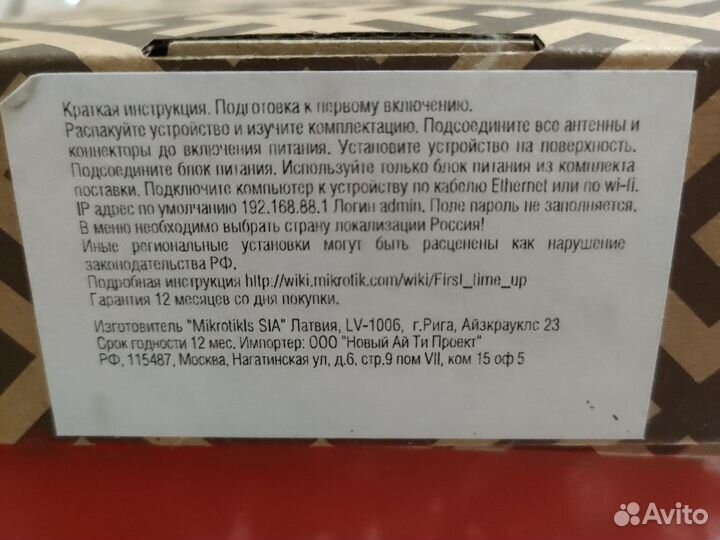 Краткая инструкция. Подготовка к первому включению.
Распакуйте устройство и изучите комплектацию. Подсоедините все антенны и
коннекторы до включения питания. Установите устройство на поверхность.
Подсоедините блок питания. Используйте только блок питания из комплекта
поставки. Подключите компьютер к устройству по кабелю Ethernet или по wi-fi.
IP адрес по умолчанию 192.168.88.1 Логин admin. Поле пароль не заполняется.
В меню необходимо выбрать страну локализации Россия!
Иные региональные установки могут быть расценены как нарушение
законодательства РФ.
Подробная инструкция http://wiki.mikrotik.com/wiki/First_time_up
Гарантия 12 месяцев со дня покупки.
Изготовитель "Mikrotikls SIA" Латвия, LV-1006, г.Рига, Айзкрауклс 23
Срок годности 12 мес. Импортер: ООО "Новый Ай Ти Проект"
РФ, 115487, Москва, Нагатинская ул, д.6, стр.9 пом VII, ком 15 оф 5
Avito